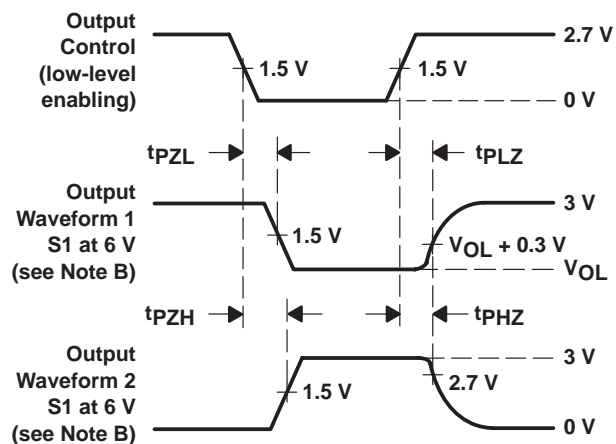 Output
Control
(low-level
enabling)
1.5 V
1.5 V
2.7 V
0 V
tPZL
tPLZ
Output
Waveform 1
S1 at 6 V
(see Note B)
1.5 V
3 V
VOL + 0.3 V
VOL
tPZH
tPHZ
Output
Waveform 2
S1 at 6 V
(see Note B)
1.5 V
3 V
2.7 V
0 V